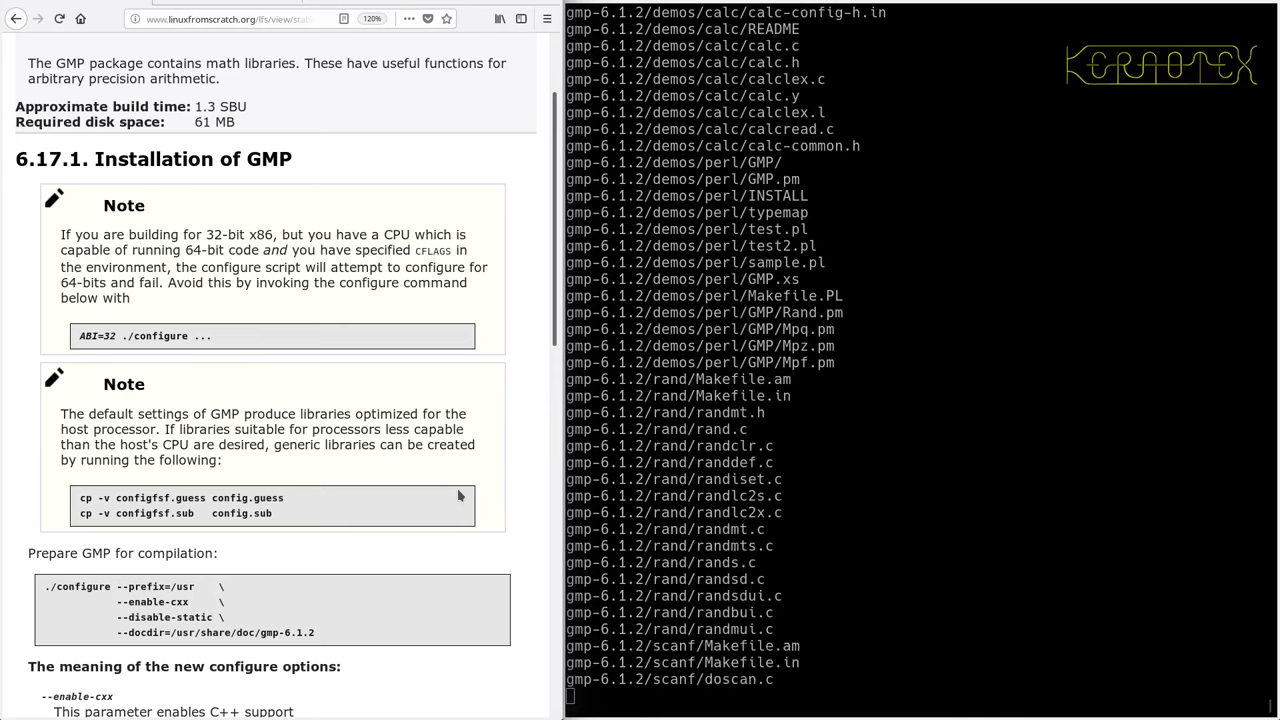 www.linuxfromscratch.org/lfs/view/stab
120%
The GMP package contains math libraries. These have useful functions for
arbitrary precision arithmetic.
Approximate build time: 1.3 SBU
Required disk space: 61 MB
6.17.1. Installation of GMP
Note
If you are building for 32-bit x86, but you have a CPU which is
capable of running 64-bit code and you have specified CFLAGS in
the environment, the configure script will attempt to configure for
64-bits and fail. Avoid this by invoking the configure command
below with
ABI=32 ./configure ...
Note
The default settings of GMP produce libraries optimized for the
host processor. If libraries suitable for processors less capable
than the host's CPU are desired, generic libraries can be created
by running the following:
cp -v configfsf.guess config.guess
cp -v configfsf.sub   config.sub
Prepare GMP for compilation:
./configure --prefix=/usr    \
            --enable-cxx     \
            --disable-static \
            --docdir=/usr/share/doc/gmp-6.1.2
The meaning of the new configure options:
--enable-cxx
This parameter enables C++ support
gmp-6.1.2/demos/calc/calc-config-h.in
gmp-6.1.2/demos/calc/README
gmp-6.1.2/demos/calc/calc.c
gmp-6.1.2/demos/calc/calc.h
gmp-6.1.2/demos/calc/calclex.c
gmp-6.1.2/demos/calc/calc.y
gmp-6.1.2/demos/calc/calclex.l
gmp-6.1.2/demos/calc/calcread.c
gmp-6.1.2/demos/calc/calc-common.h
gmp-6.1.2/demos/perl/GMP/
gmp-6.1.2/demos/perl/GMP.pm
gmp-6.1.2/demos/perl/INSTALL
gmp-6.1.2/demos/perl/typemap
gmp-6.1.2/demos/perl/test.pl
gmp-6.1.2/demos/perl/test2.pl
gmp-6.1.2/demos/perl/sample.pl
gmp-6.1.2/demos/perl/GMP.xs
gmp-6.1.2/demos/perl/Makefile.PL
gmp-6.1.2/demos/perl/GMP/Rand.pm
gmp-6.1.2/demos/perl/GMP/Mpq.pm
gmp-6.1.2/demos/perl/GMP/Mpz.pm
gmp-6.1.2/demos/perl/GMP/Mpf.pm
gmp-6.1.2/rand/Makefile.am
gmp-6.1.2/rand/Makefile.in
gmp-6.1.2/rand/randmt.h
gmp-6.1.2/rand/rand.c
gmp-6.1.2/rand/randclr.c
gmp-6.1.2/rand/randdef.c
gmp-6.1.2/rand/randiset.c
gmp-6.1.2/rand/randlc2s.c
gmp-6.1.2/rand/randlc2x.c
gmp-6.1.2/rand/randmt.c
gmp-6.1.2/rand/randmts.c
gmp-6.1.2/rand/rands.c
gmp-6.1.2/rand/randsd.c
gmp-6.1.2/rand/randsdui.c
gmp-6.1.2/rand/randbui.c
gmp-6.1.2/rand/randmui.c
gmp-6.1.2/scanf/Makefile.am
gmp-6.1.2/scanf/Makefile.in
gmp-6.1.2/scanf/doscan.c
KERNOTEX